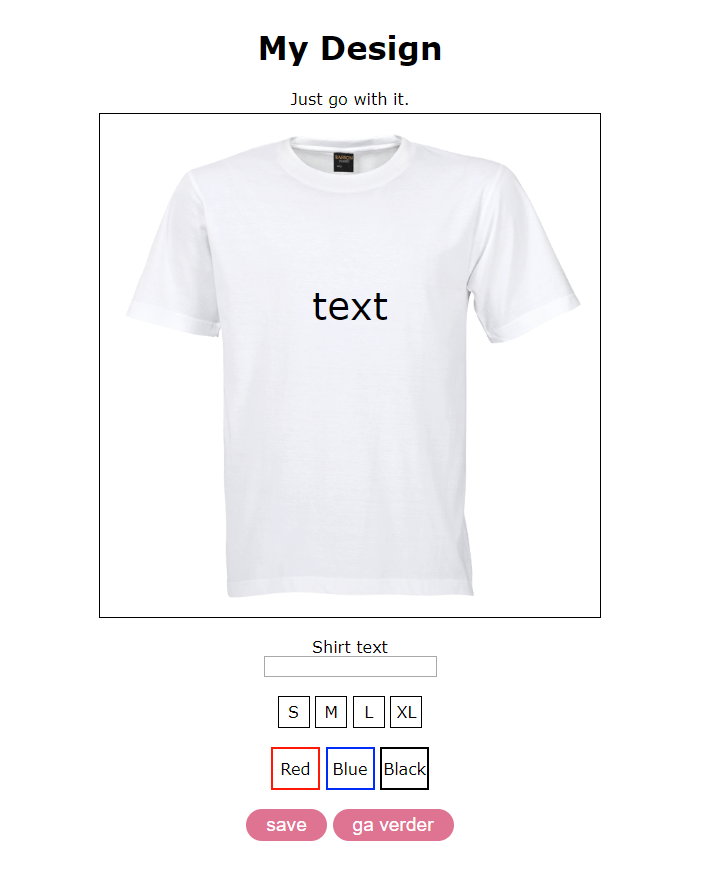 My Design
Just go with it.
text
Shirt text
S M L XL
Red Blue Black
save ga verder